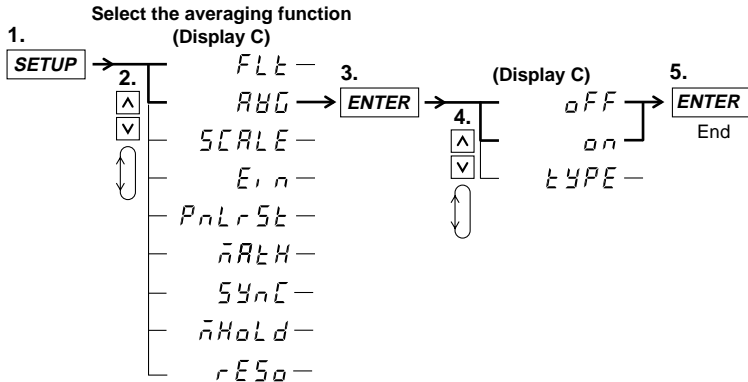 Select the averaging function
(Display C)
1.
SETUP
2.
FLt
AVG
SCALE
Ein
PnLrSt
mAtH
SYnC
mHoLd
rESo
3.
ENTER
(Display C)
4.
oFF
on
tYPE
5.
ENTER
End